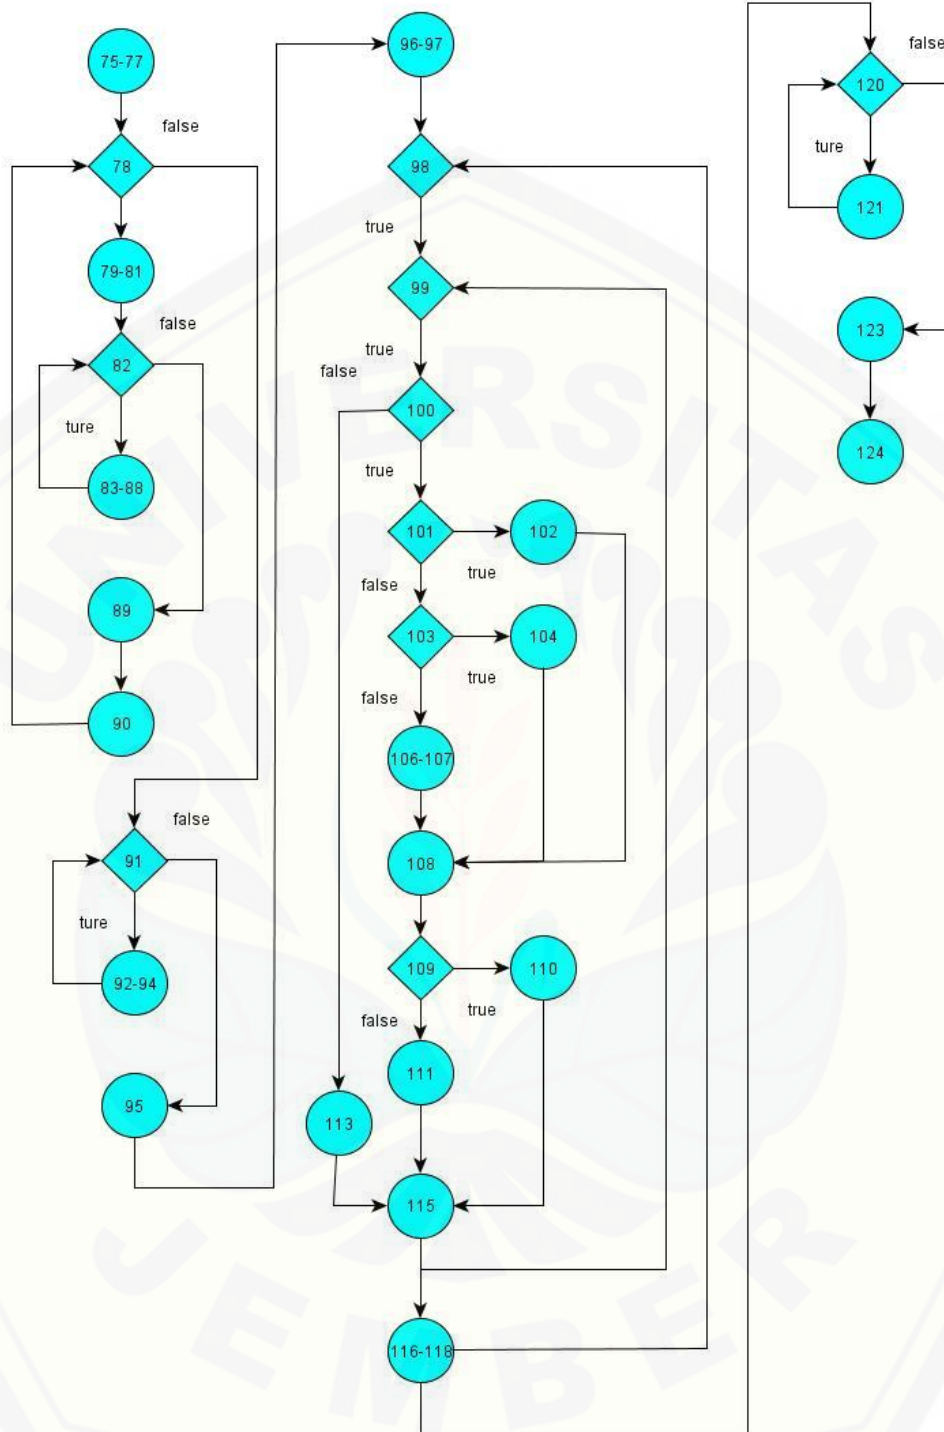 75-77
false
78
79-81
false
82
ture
83-88
89
90
false
91
ture
92-94
95
96-97
98
true
99
true
false
100
true
101
102
true
false
103
104
true
false
106-107
108
109
110
true
false
111
113
115
116-118
false
120
ture
121
123
124
UNIVERSITAS
JEMBER